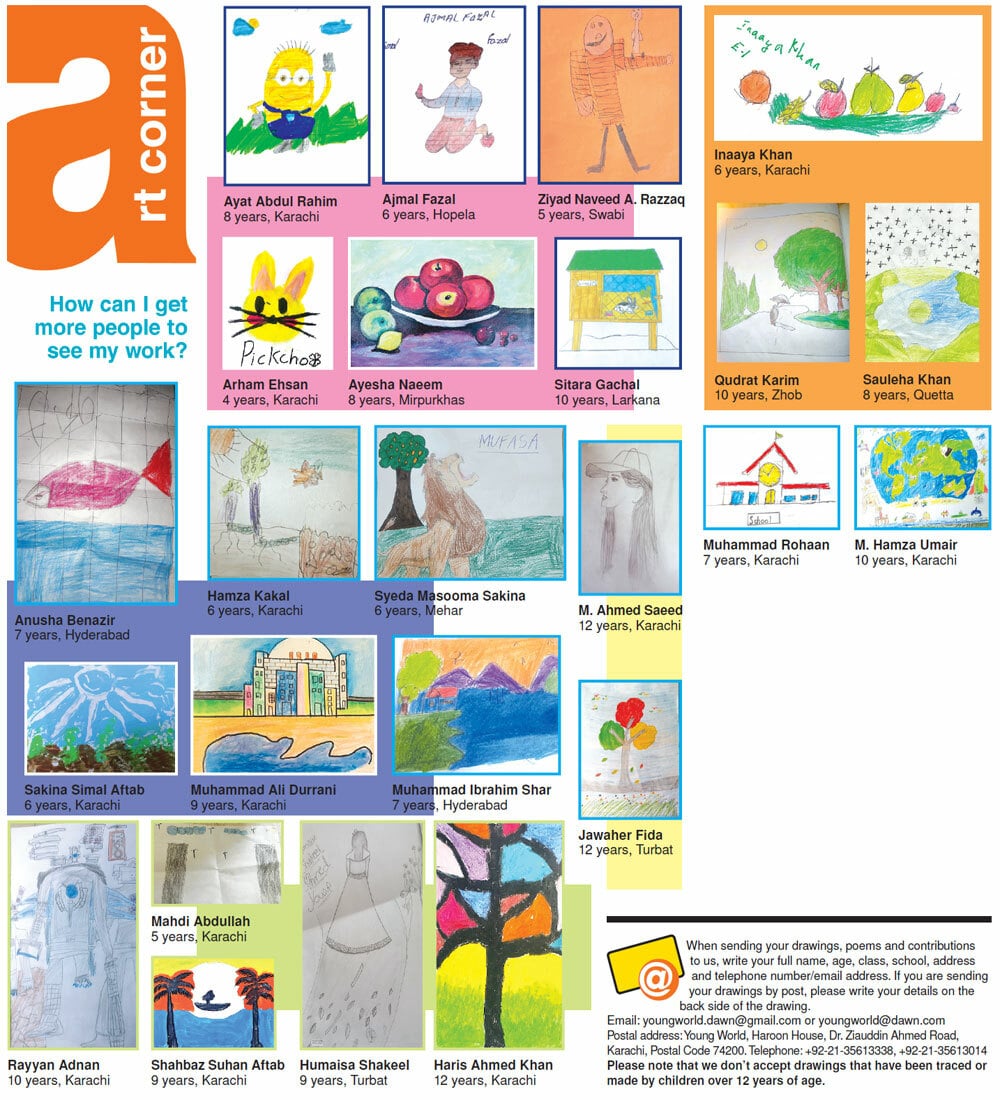 art corner
How can I get
more people to
see my work?
AJMAL FOZAL
fozal
Ayat Abdul Rahim
8 years, Karachi
Ajmal Fazal
6 years, Hopela
Ziyad Naveed A. Razzaq
5 years, Swabi
Inaaya Khan
E-1
Inaaya Khan
6 years, Karachi
Pickcho
Arham Ehsan
4 years, Karachi
Ayesha Naeem
8 years, Mirpurkhas
Sitara Gachal
10 years, Larkana
Qudrat Karim
10 years, Zhob
Sauleha Khan
8 years, Quetta
Anusha Benazir
7 years, Hyderabad
Hamza Kakal
6 years, Karachi
MUFASA
Syeda Masooma Sakina
6 years, Mehar
M. Ahmed Saeed
12 years, Karachi
School
Muhammad Rohaan
7 years, Karachi
M. Hamza Umair
10 years, Karachi
Sakina Simal Aftab
6 years, Karachi
Muhammad Ali Durrani
9 years, Karachi
Muhammad Ibrahim Shar
7 years, Hyderabad
Jawaher Fida
12 years, Turbat
Rayyan Adnan
10 years, Karachi
Mahdi Abdullah
5 years, Karachi
Shahbaz Suhan Aftab
9 years, Karachi
Humaisa Shakeel
9 years, Turbat
Haris Ahmed Khan
12 years, Karachi
@
When sending your drawings, poems and contributions
to us, write your full name, age, class, school, address
and telephone number/email address. If you are sending
your drawings by post, please write your details on the
back side of the drawing.
Email: youngworld.dawn@gmail.com or youngworld@dawn.com
Postal address: Young World, Haroon House, Dr. Ziauddin Ahmed Road,
Karachi, Postal Code 74200. Telephone: +92-21-35613338, +92-21-35613014
Please note that we don't accept drawings that have been traced or
made by children over 12 years of age.